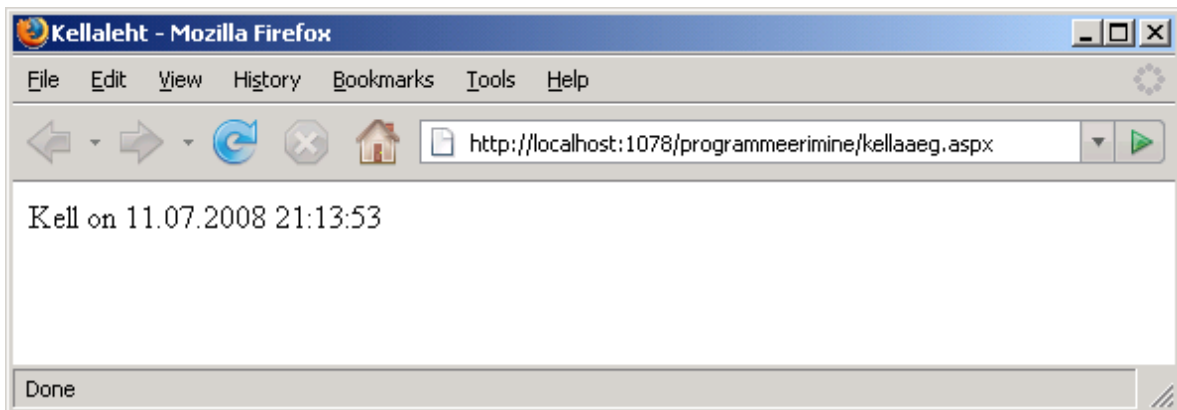 Kellaleht - Mozilla Firefox
File Edit View History Bookmarks Tools Help
http://localhost:1078/programmeerimine/kellaaeg.aspx
Kell on 11.07.2008 21:13:53
Done